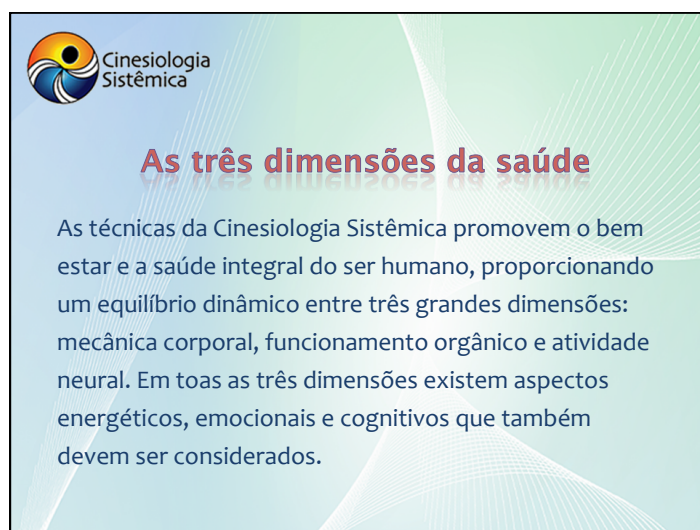 Cinesiologia
Sistêmica
As três dimensões da saúde
As técnicas da Cinesiologia Sistêmica promovem o bem
estar e a saúde integral do ser humano, proporcionando
um equilíbrio dinâmico entre três grandes dimensões:
mecânica corporal, funcionamento orgânico e atividade
neural. Em toas as três dimensões existem aspectos
energéticos, emocionais e cognitivos que também
devem ser considerados.